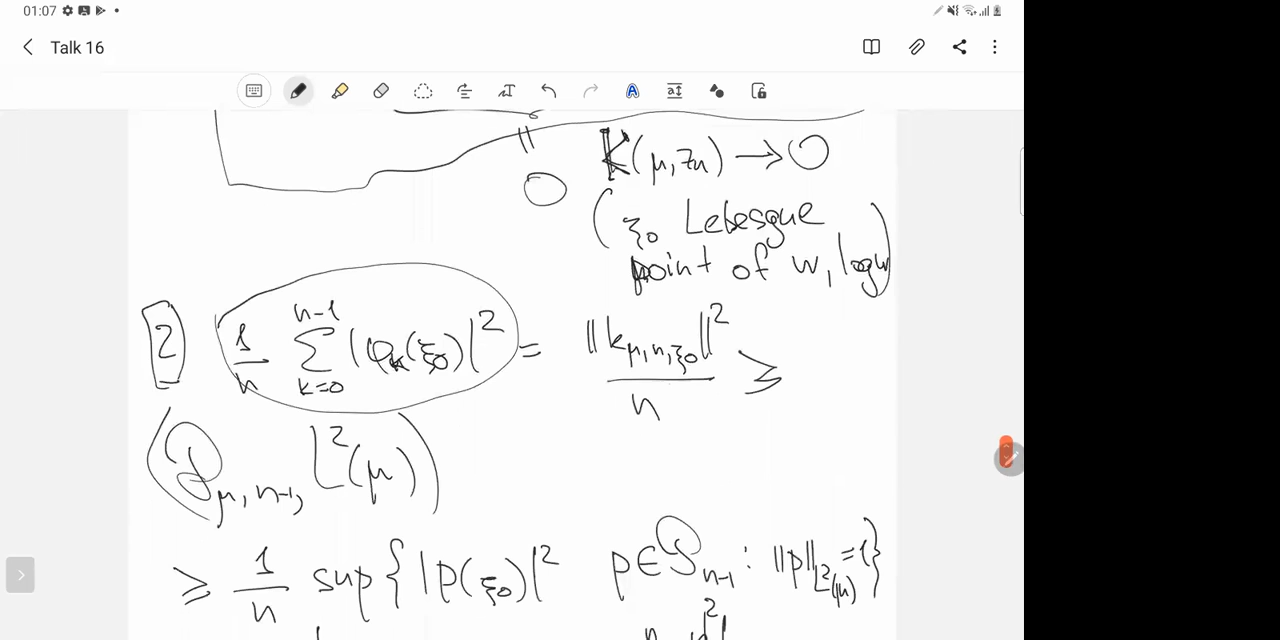 01:07
Talk 16
K(μ, zₙ) → 0
= 0
(ξ₀ Lebesgue
point of w, log w)
2 1/n ∑_{k=0}^{n-1} |φ_k(ξ₀)|² = ‖k_{μ,n,ξ₀}‖² / n ≥
(𝒫_{μ,n-1}, L²(μ))
≥ 1/n sup{ |p(ξ₀)|² p ∈ 𝒫_{n-1} : ‖p‖_{L²(μ)} = 1 }